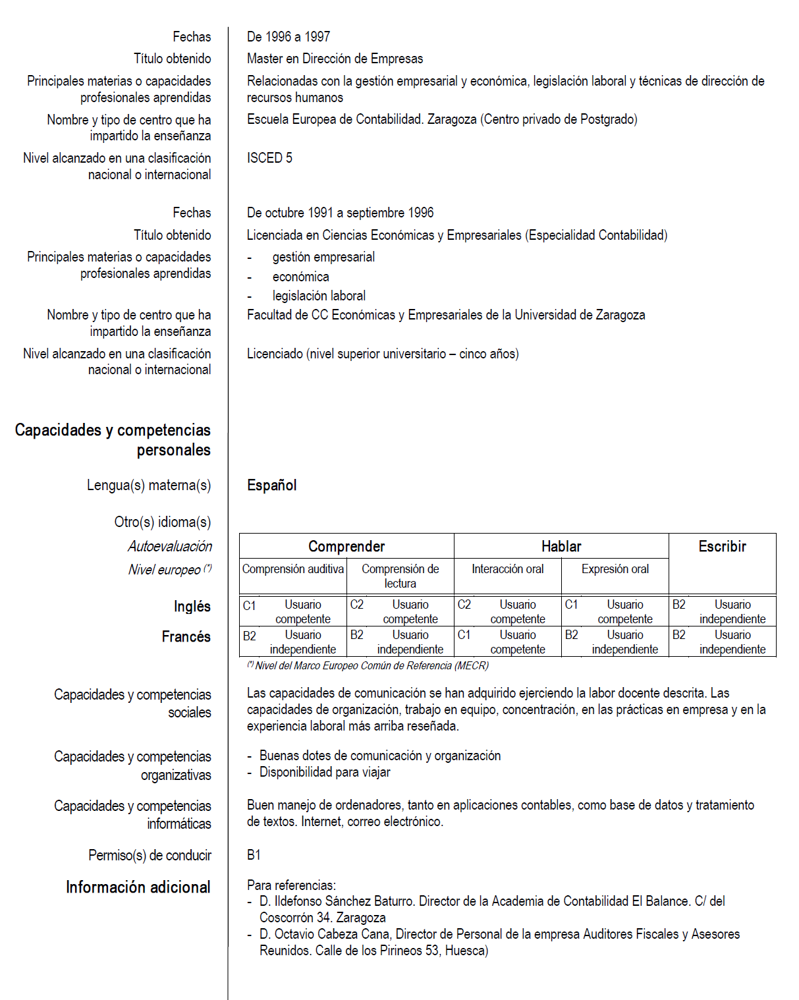 Fechas De 1996 a 1997
Título obtenido Master en Dirección de Empresas
Principales materias o capacidades Relacionadas con la gestión empresarial y económica, legislación laboral y técnicas de dirección de
profesionales aprendidas recursos humanos
Nombre y tipo de centro que ha Escuela Europea de Contabilidad. Zaragoza (Centro privado de Postgrado)
impartido la enseñanza
Nivel alcanzado en una clasificación ISCED 5
nacional o internacional
Fechas De octubre 1991 a septiembre 1996
Título obtenido Licenciada en Ciencias Económicas y Empresariales (Especialidad Contabilidad)
Principales materias o capacidades - gestión empresarial
profesionales aprendidas - económica
- legislación laboral
Nombre y tipo de centro que ha Facultad de CC Económicas y Empresariales de la Universidad de Zaragoza
impartido la enseñanza
Nivel alcanzado en una clasificación Licenciado (nivel superior universitario – cinco años)
nacional o internacional
Capacidades y competencias
personales
Lengua(s) materna(s) Español
Otro(s) idioma(s)
Autoevaluación Comprender Hablar Escribir
Nivel europeo (*) Comprensión auditiva Comprensión de Interacción oral Expresión oral
lectura
Inglés C1 Usuario C2 Usuario C2 Usuario C1 Usuario B2 Usuario
competente competente competente competente independiente
Francés B2 Usuario B2 Usuario C1 Usuario B2 Usuario B2 Usuario
independiente independiente competente independiente independiente
(*) Nivel del Marco Europeo Común de Referencia (MECR)
Capacidades y competencias Las capacidades de comunicación se han adquirido ejerciendo la labor docente descrita. Las
sociales capacidades de organización, trabajo en equipo, concentración, en las prácticas en empresa y en la
experiencia laboral más arriba reseñada.
Capacidades y competencias - Buenas dotes de comunicación y organización
organizativas - Disponibilidad para viajar
Capacidades y competencias Buen manejo de ordenadores, tanto en aplicaciones contables, como base de datos y tratamiento
informáticas de textos. Internet, correo electrónico.
Permiso(s) de conducir B1
Información adicional Para referencias:
- D. Ildefonso Sánchez Baturro. Director de la Academia de Contabilidad El Balance. C/ del
Coscorrón 34. Zaragoza
- D. Octavio Cabeza Cana, Director de Personal de la empresa Auditores Fiscales y Asesores
Reunidos. Calle de los Pirineos 53, Huesca)